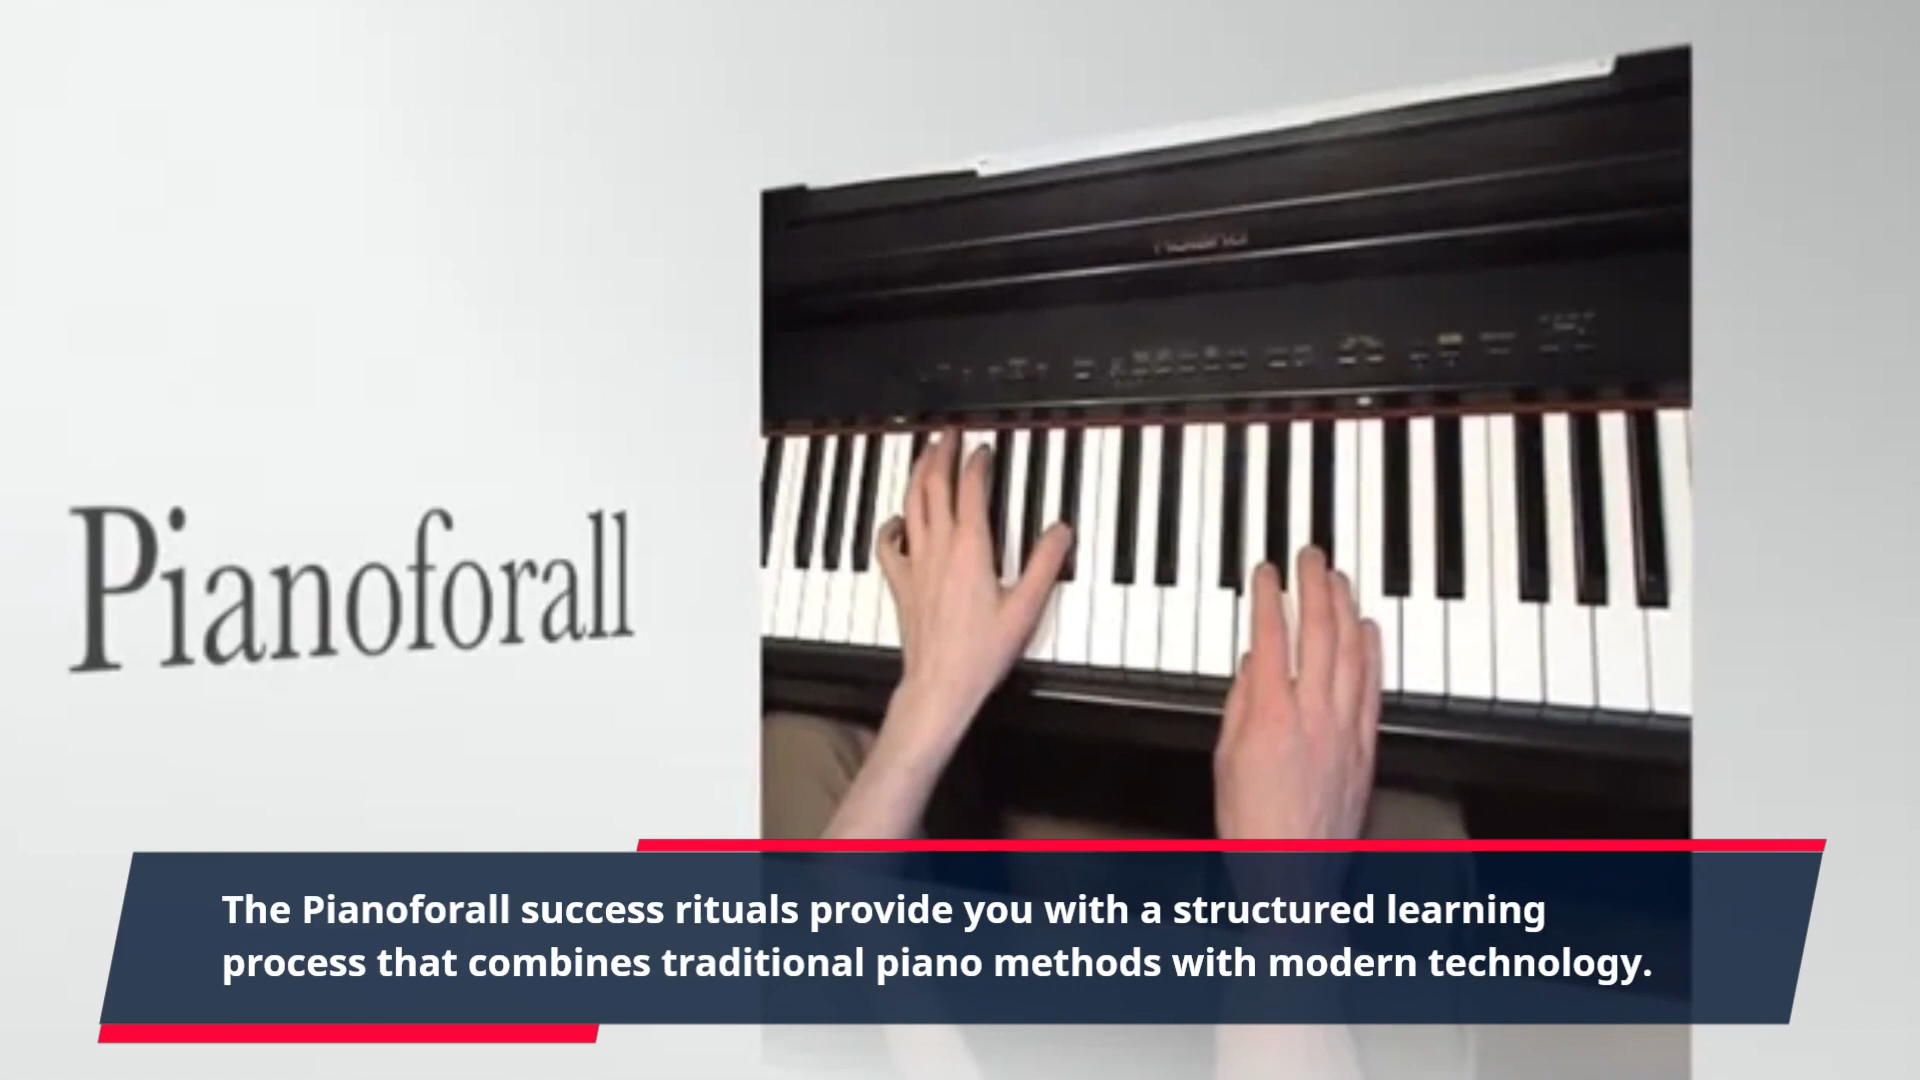 Roland
Pianoforall
The Pianoforall success rituals provide you with a structured learning
process that combines traditional piano methods with modern technology.